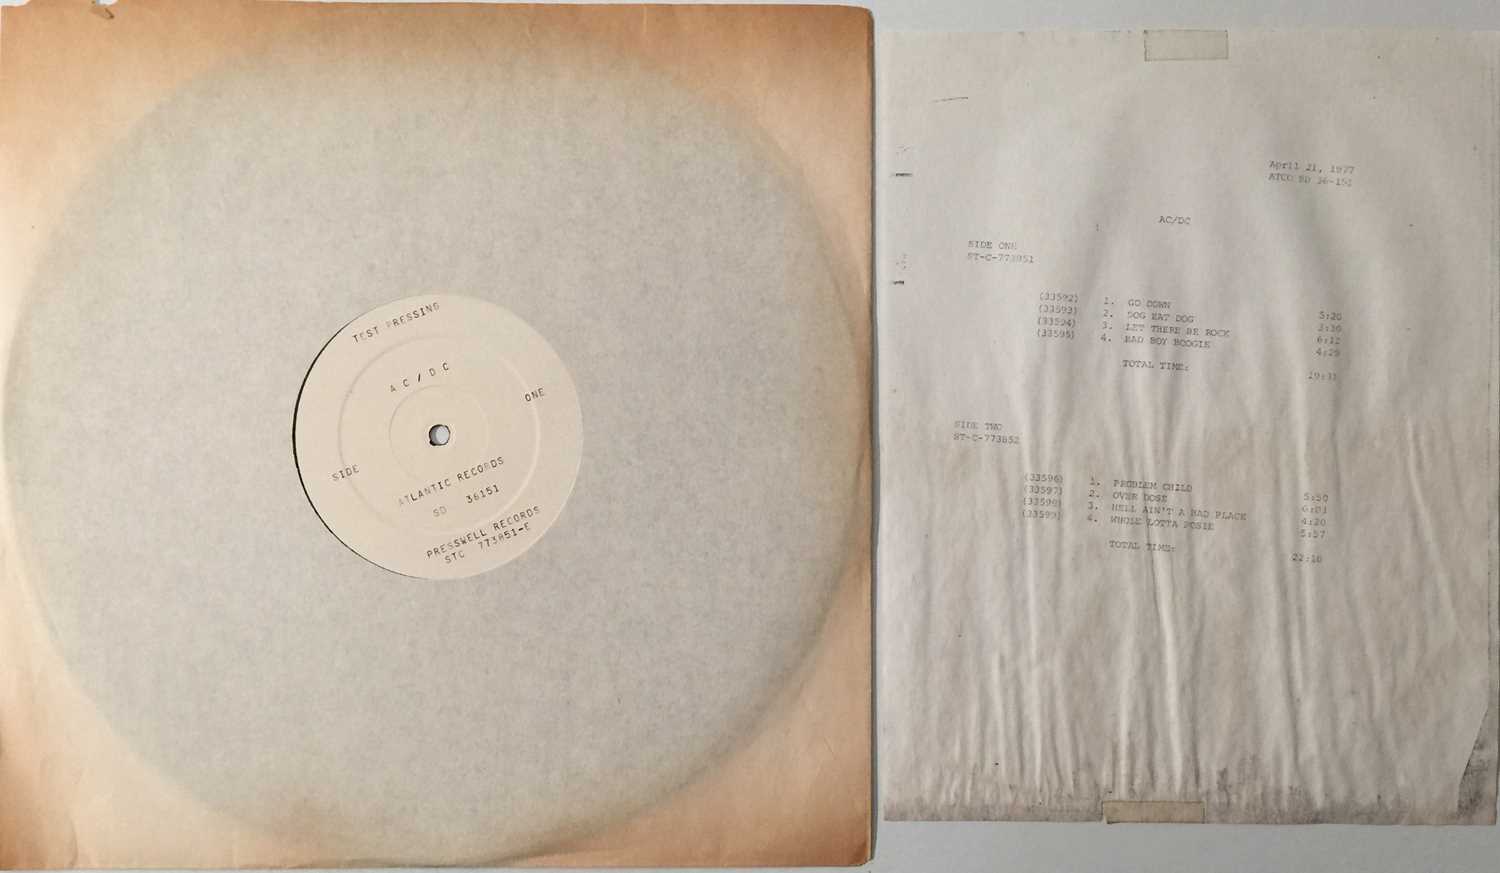 TEST PRESSING
AC/DC
SIDE ONE
ATLANTIC RECORDS
SD 36151
PRESSWELL RECORDS
STC 773851-E
April 21, 1977
ATCO SD 36-151
AC/DC
SIDE ONE
ST-C-773851
(33592) 1. GO DOWN 5:20
(33593) 2. DOG EAT DOG 3:30
(33594) 3. LET THERE BE ROCK 6:12
(33595) 4. BAD BOY BOOGIE 4:29
TOTAL TIME: 19:31
SIDE TWO
ST-C-773852
(33596) 1. PROBLEM CHILD 5:50
(33597) 2. OVER DOSE 6:03
(33598) 3. HELL AIN'T A BAD PLACE 4:20
(33599) 4. WHOLE LOTTA ROSIE 5:57
TOTAL TIME: 22:10